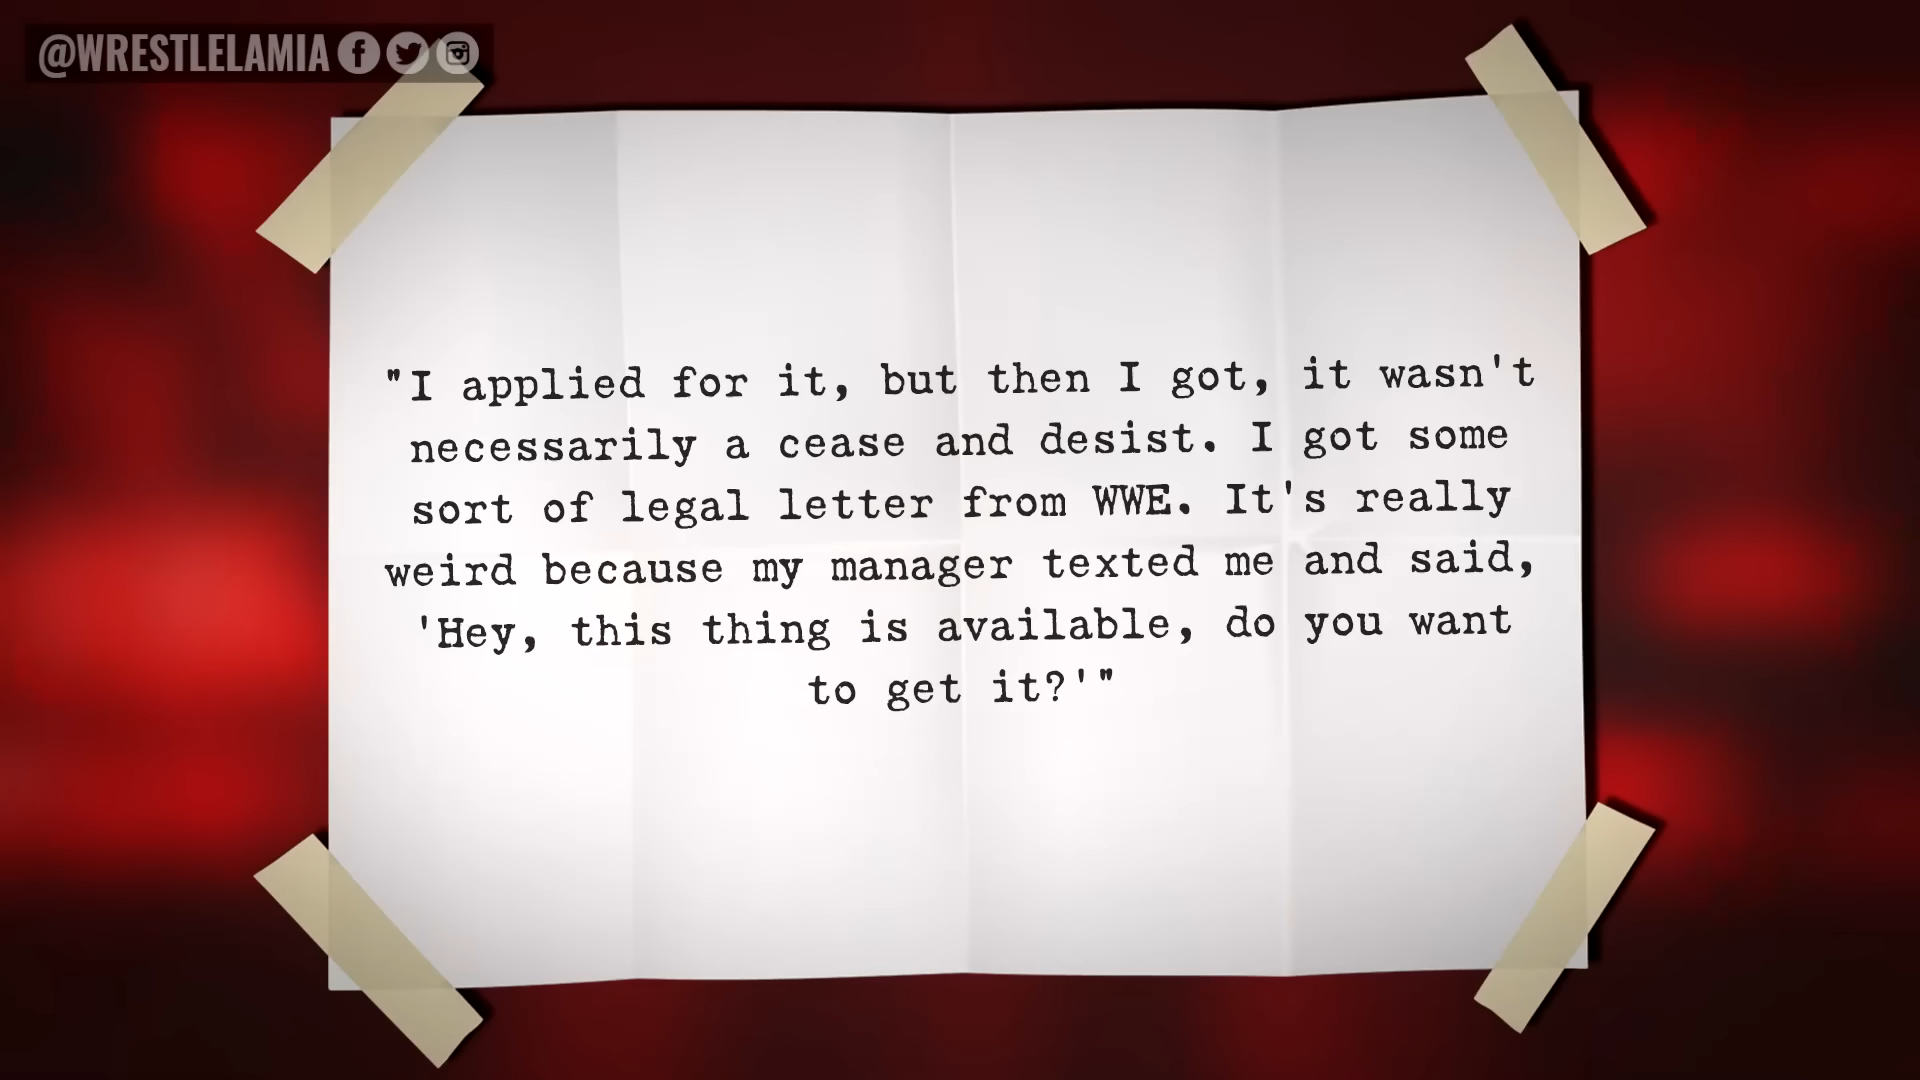 @WRESTLELAMIA
"I applied for it, but then I got, it wasn't
necessarily a cease and desist. I got some
sort of legal letter from WWE. It's really
weird because my manager texted me and said,
'Hey, this thing is available, do you want
to get it?'"